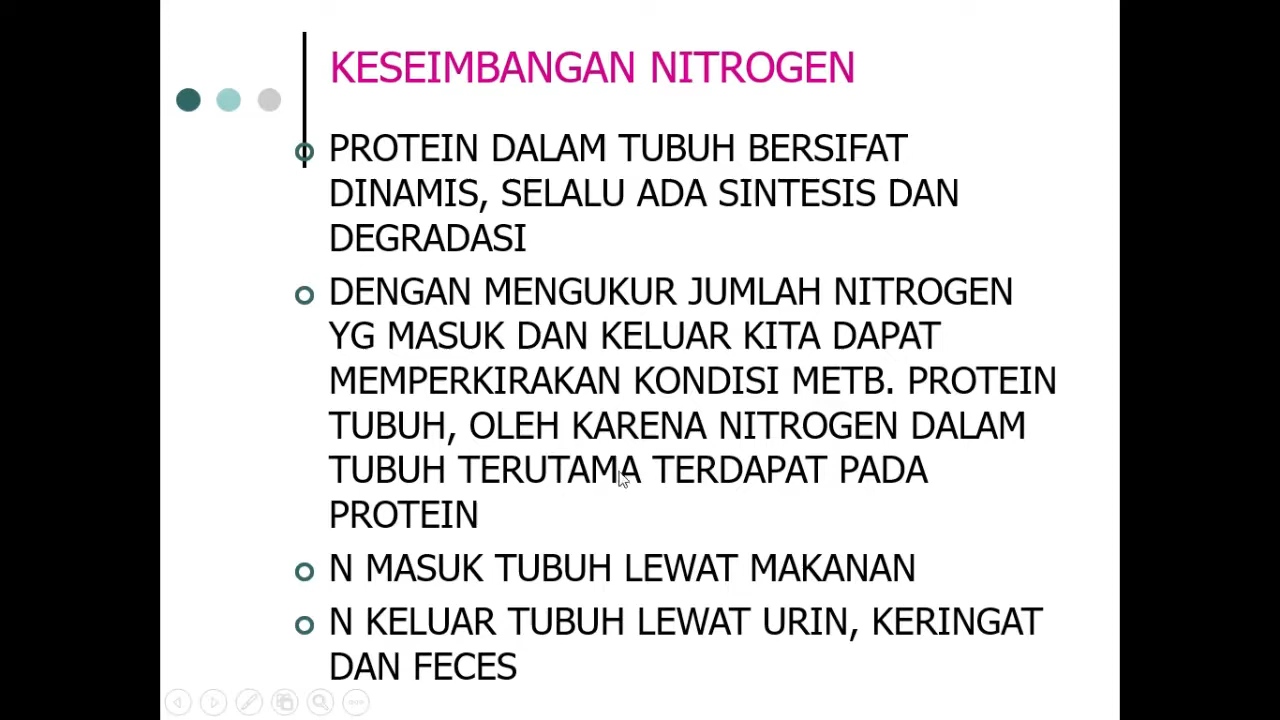 KESEIMBANGAN NITROGEN
PROTEIN DALAM TUBUH BERSIFAT
DINAMIS, SELALU ADA SINTESIS DAN
DEGRADASI
DENGAN MENGUKUR JUMLAH NITROGEN
YG MASUK DAN KELUAR KITA DAPAT
MEMPERKIRAKAN KONDISI METB. PROTEIN
TUBUH, OLEH KARENA NITROGEN DALAM
TUBUH TERUTAMA TERDAPAT PADA
PROTEIN
N MASUK TUBUH LEWAT MAKANAN
N KELUAR TUBUH LEWAT URIN, KERINGAT
DAN FECES